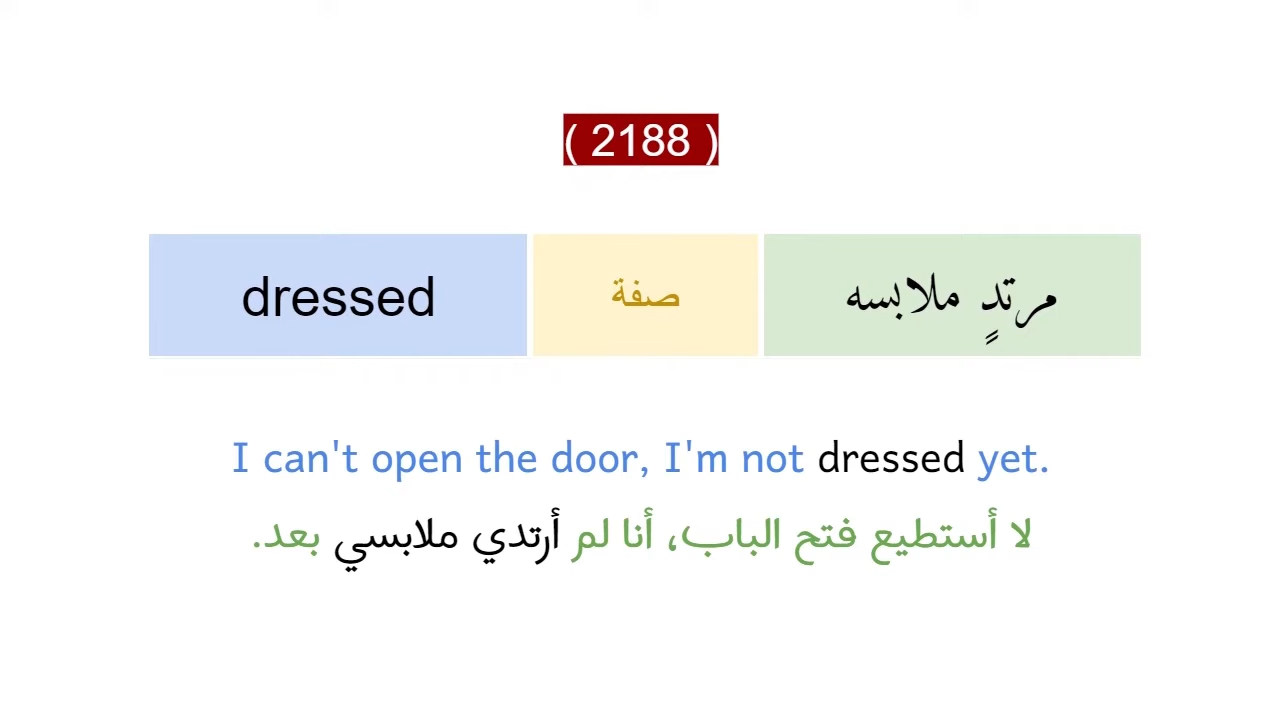 ( 2188 )
dressed صفة مرتدٍ ملابسه
I can't open the door, I'm not dressed yet.
لا أستطيع فتح الباب، أنا لم أرتدي ملابسي بعد.